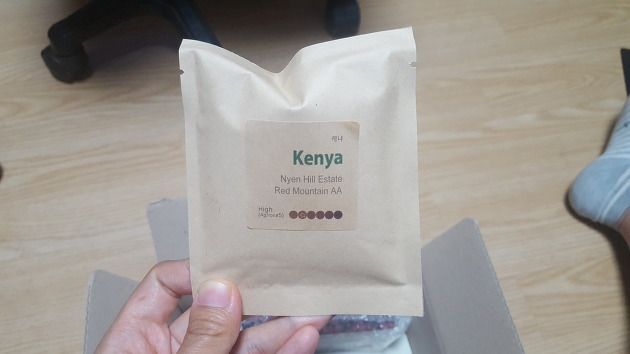 케냐
Kenya
Nyen Hill Estate
Red Mountain AA
High